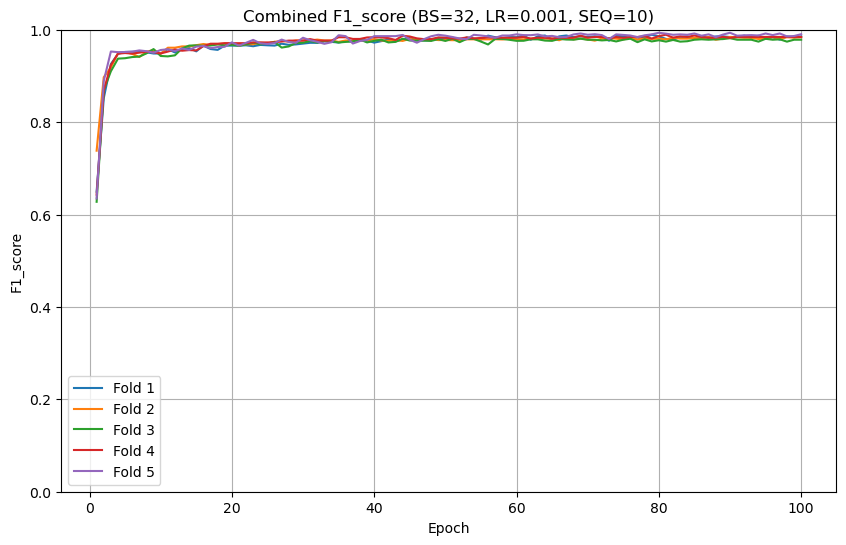 Combined F1_score (BS=32, LR=0.001, SEQ=10)
F1_score
1.0
0.8
0.6
0.4
0.2
0.0
Fold 1
Fold 2
Fold 3
Fold 4
Fold 5
0 20 40 60 80 100
Epoch